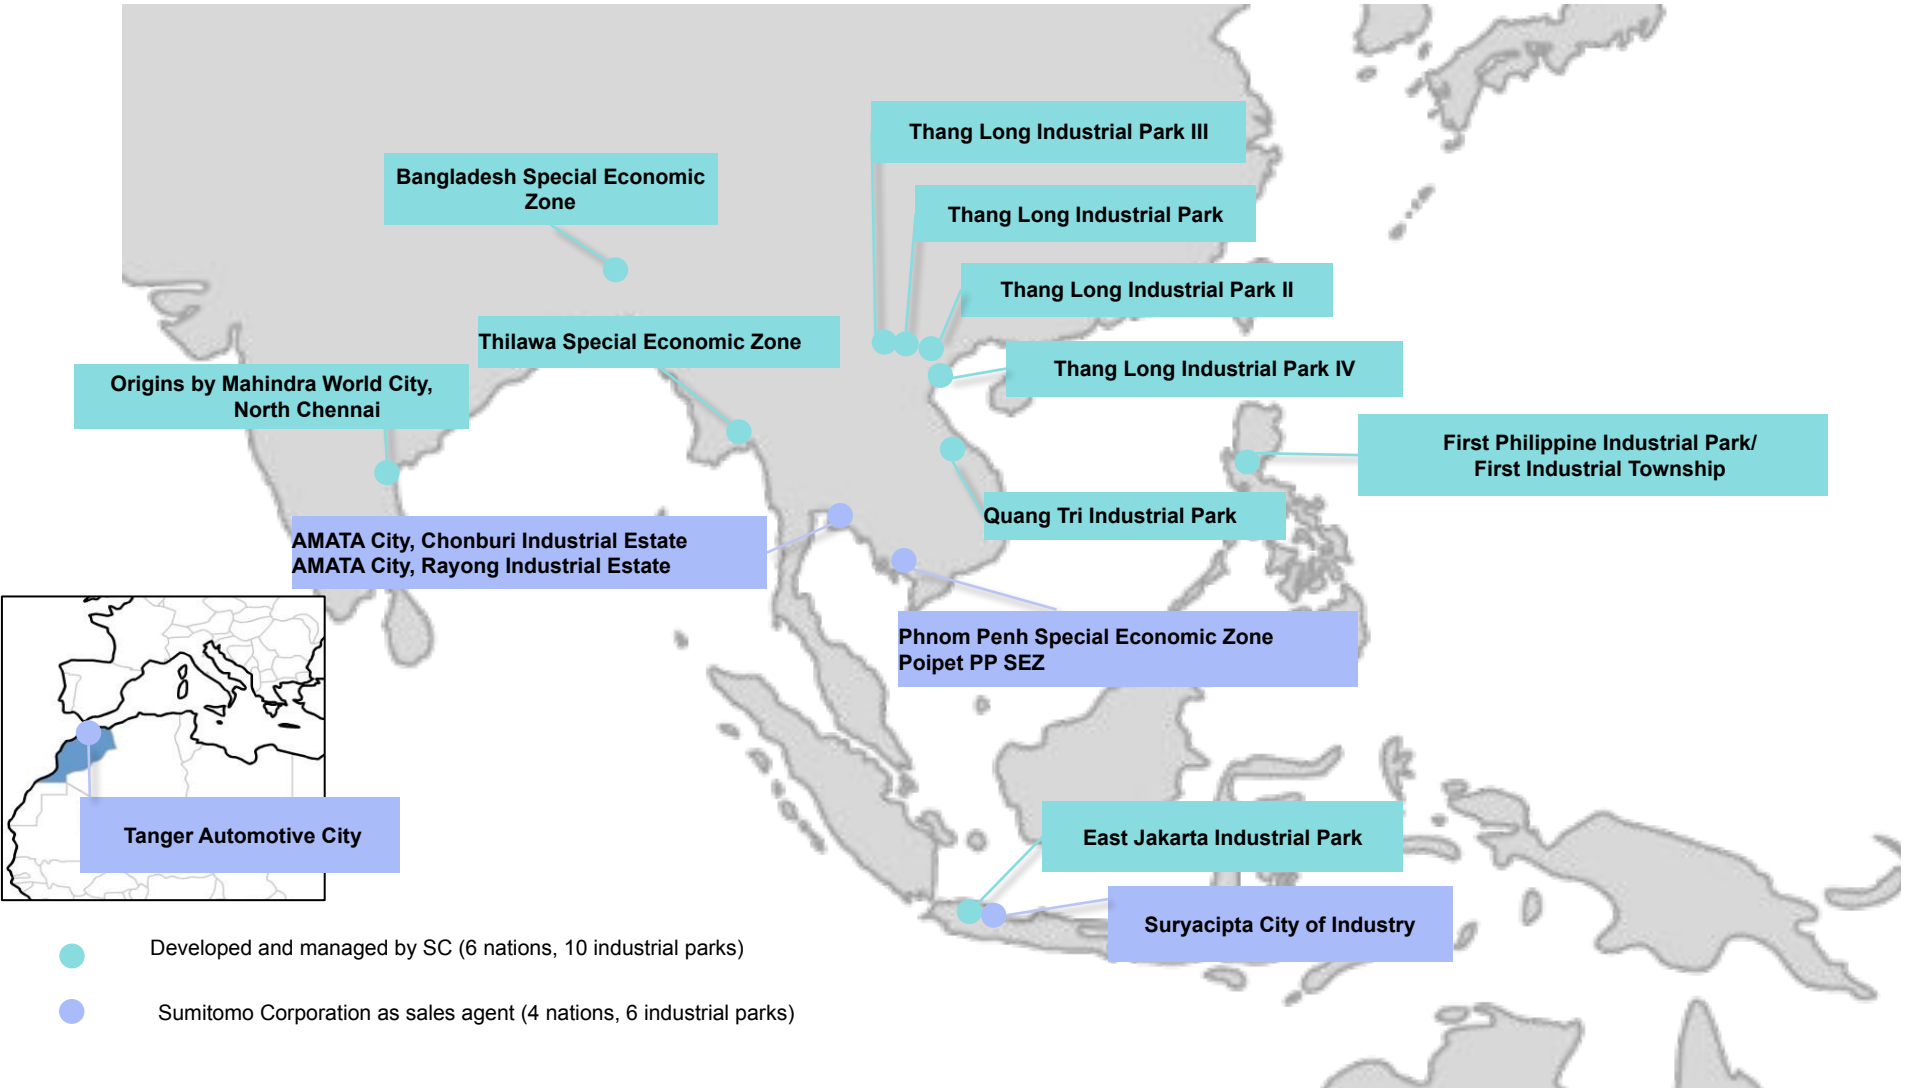 Thang Long Industrial Park III
Bangladesh Special Economic
Zone
Thang Long Industrial Park
Thang Long Industrial Park II
Thilawa Special Economic Zone
Thang Long Industrial Park IV
Origins by Mahindra World City,
North Chennai
First Philippine Industrial Park/
First Industrial Township
Quang Tri Industrial Park
AMATA City, Chonburi Industrial Estate
AMATA City, Rayong Industrial Estate
Phnom Penh Special Economic Zone
Poipet PP SEZ
Tanger Automotive City
East Jakarta Industrial Park
Suryacipta City of Industry
Developed and managed by SC (6 nations, 10 industrial parks)
Sumitomo Corporation as sales agent (4 nations, 6 industrial parks)